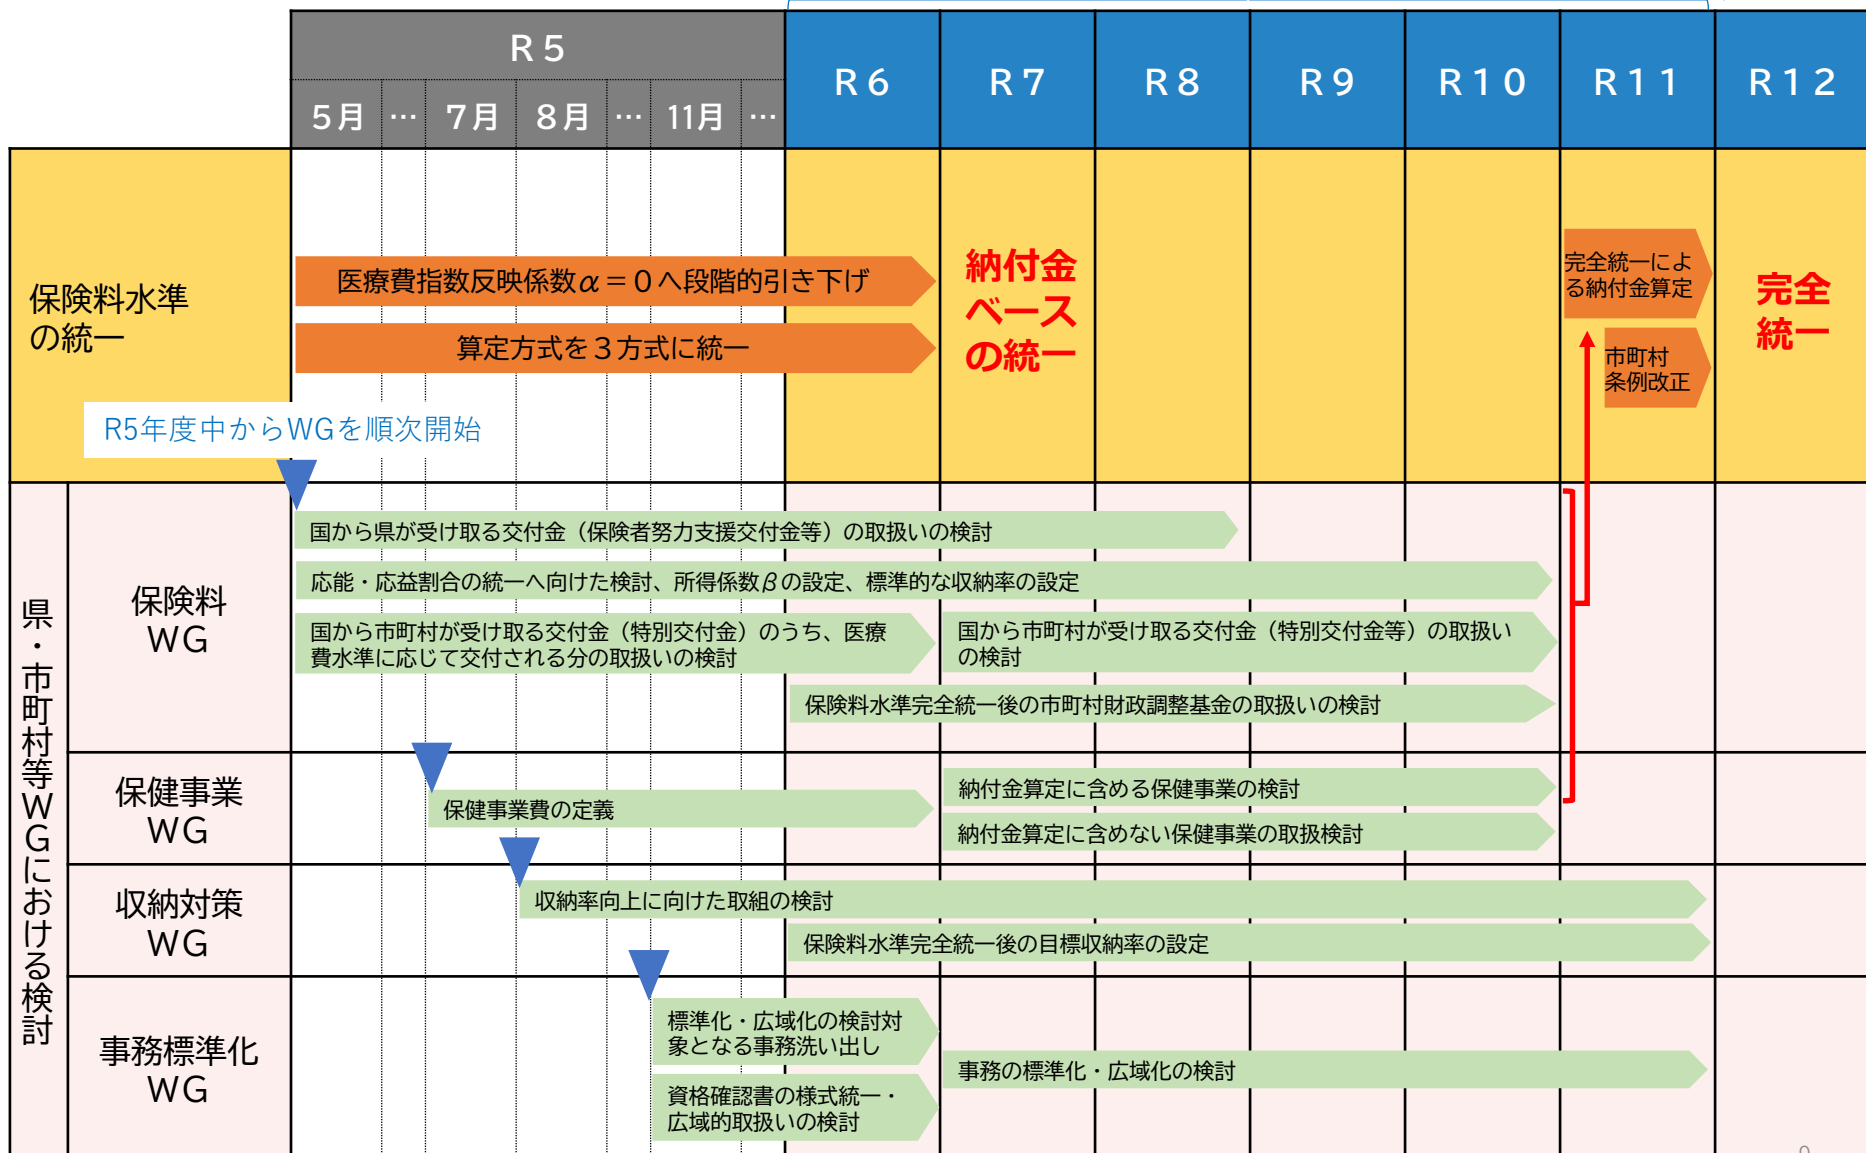 R5
R6
R7
R8
R9
R10
R11
R12
5月
…
7月
8月
…
11月
…
保険料水準
の統一
医療費指数反映係数α＝0へ段階的引き下げ
算定方式を3方式に統一
納付金
ベース
の統一
完全統一によ
る納付金算定
市町村
条例改正
完全
統一
R5年度中からWGを順次開始
県・市町村等WGにおける検討
保険料
WG
国から県が受け取る交付金（保険者努力支援交付金等）の取扱いの検討
応能・応益割合の統一へ向けた検討、所得係数βの設定、標準的な収納率の設定
国から市町村が受け取る交付金（特別交付金）のうち、医療
費水準に応じて交付される分の取扱いの検討
国から市町村が受け取る交付金（特別交付金等）の取扱い
の検討
保険料水準完全統一後の市町村財政調整基金の取扱いの検討
保健事業
WG
保健事業費の定義
納付金算定に含める保健事業の検討
納付金算定に含めない保健事業の取扱検討
収納対策
WG
収納率向上に向けた取組の検討
保険料水準完全統一後の目標収納率の設定
事務標準化
WG
標準化・広域化の検討対
象となる事務洗い出し
資格確認書の様式統一・
広域的取扱いの検討
事務の標準化・広域化の検討